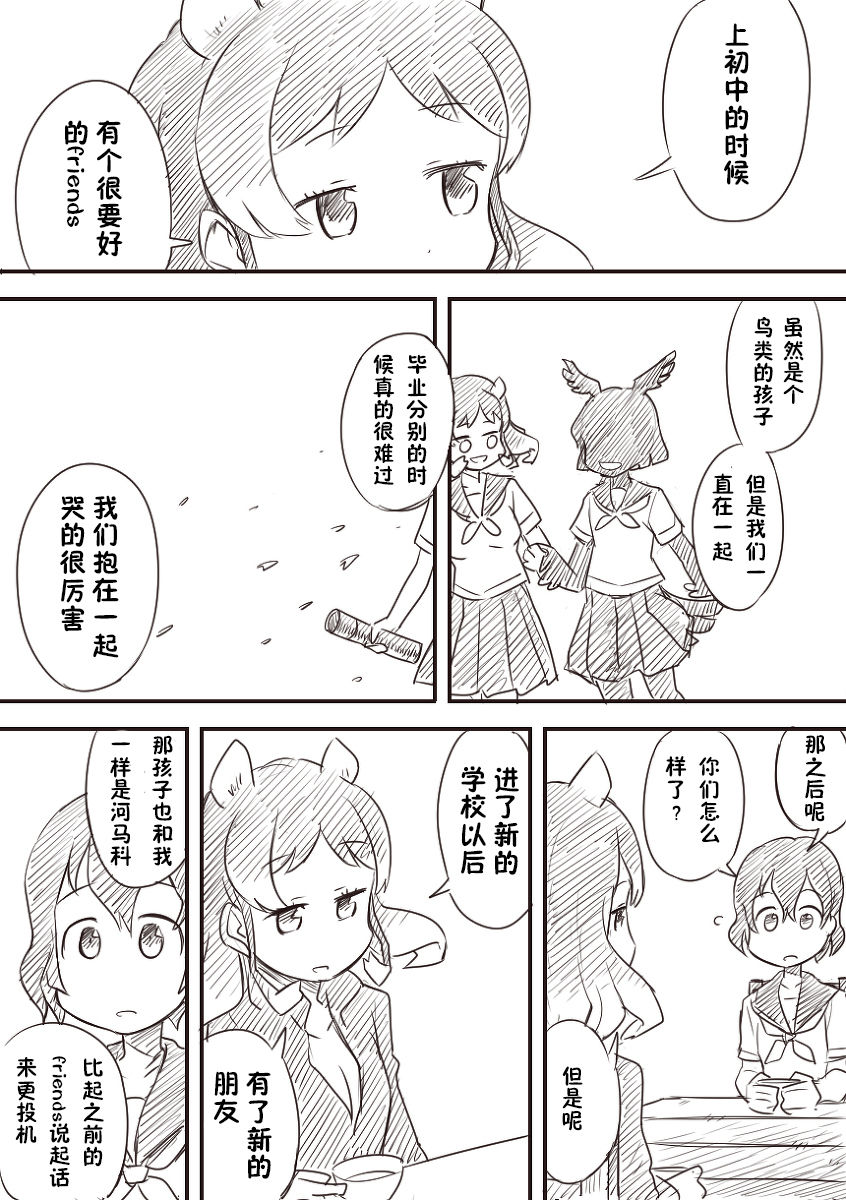 上初中的时候
有个很要好
的friends
虽然是个
鸟类的孩子
但是我们一
直在一起
毕业分别的时
候真的很难过
我们抱在一起
哭的很厉害
那之后呢
你们怎么
样了？
但是呢
进了新的
学校以后
有了新的
朋友
那孩子也和我
一样是河马科
比起之前的
friends说起话
来更投机